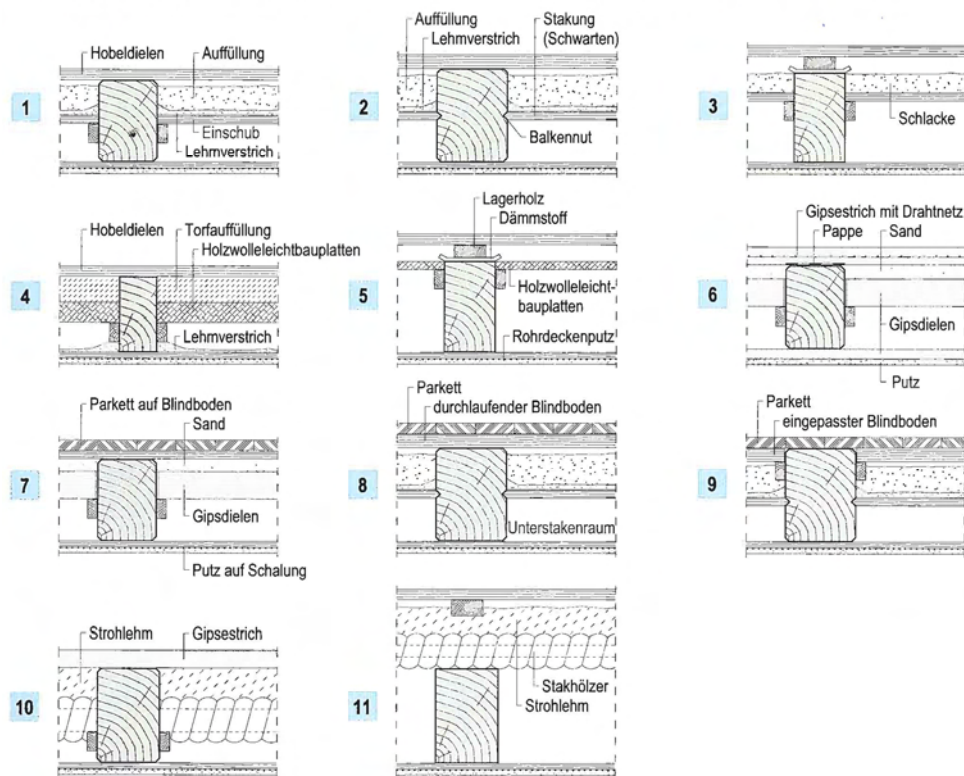 1
Hobeldielen
Auffüllung
Einschub
Lehmverstrich
2
Auffüllung
Lehmverstrich
Stakung
(Schwarten)
Balkennut
3
Schlacke
4
Hobeldielen
Torfauffüllung
Holzwolleleichtbauplatten
Lehmverstrich
5
Lagerholz
Dämmstoff
Holzwolleleicht-
bauplatten
Rohrdeckenputz
6
Gipsestrich mit Drahtnetz
Pappe
Sand
Gipsdielen
Putz
7
Parkett auf Blindboden
Sand
Gipsdielen
Putz auf Schalung
8
Parkett
durchlaufender Blindboden
Unterstakenraum
9
Parkett
eingepasster Blindboden
10
Strohlehm
Gipsestrich
11
Stakhölzer
Strohlehm